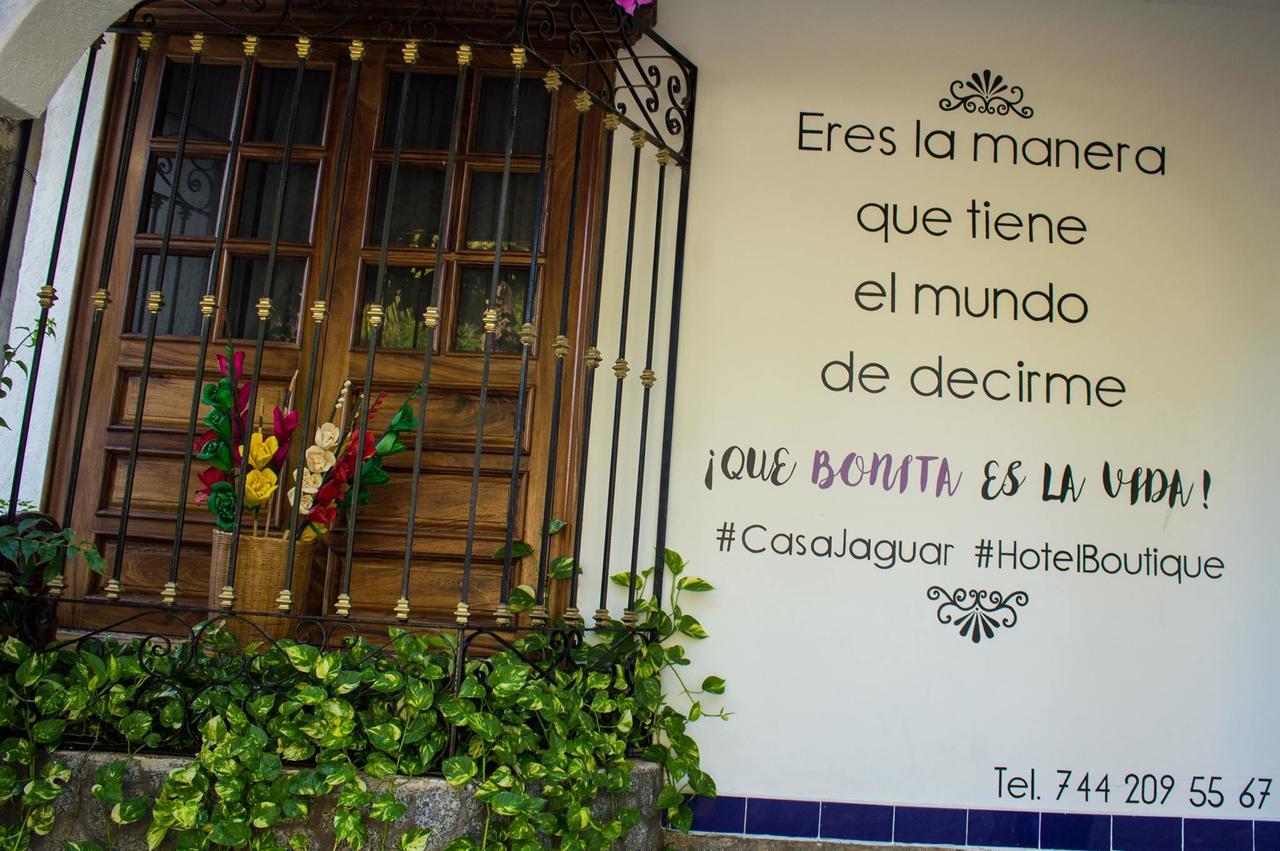 Eres la manera
que tiene
el mundo
de decirme
¡QUE BONITA ES LA VIDA!
#CasaJaguar #HotelBoutique
Tel. 744 209 55 67